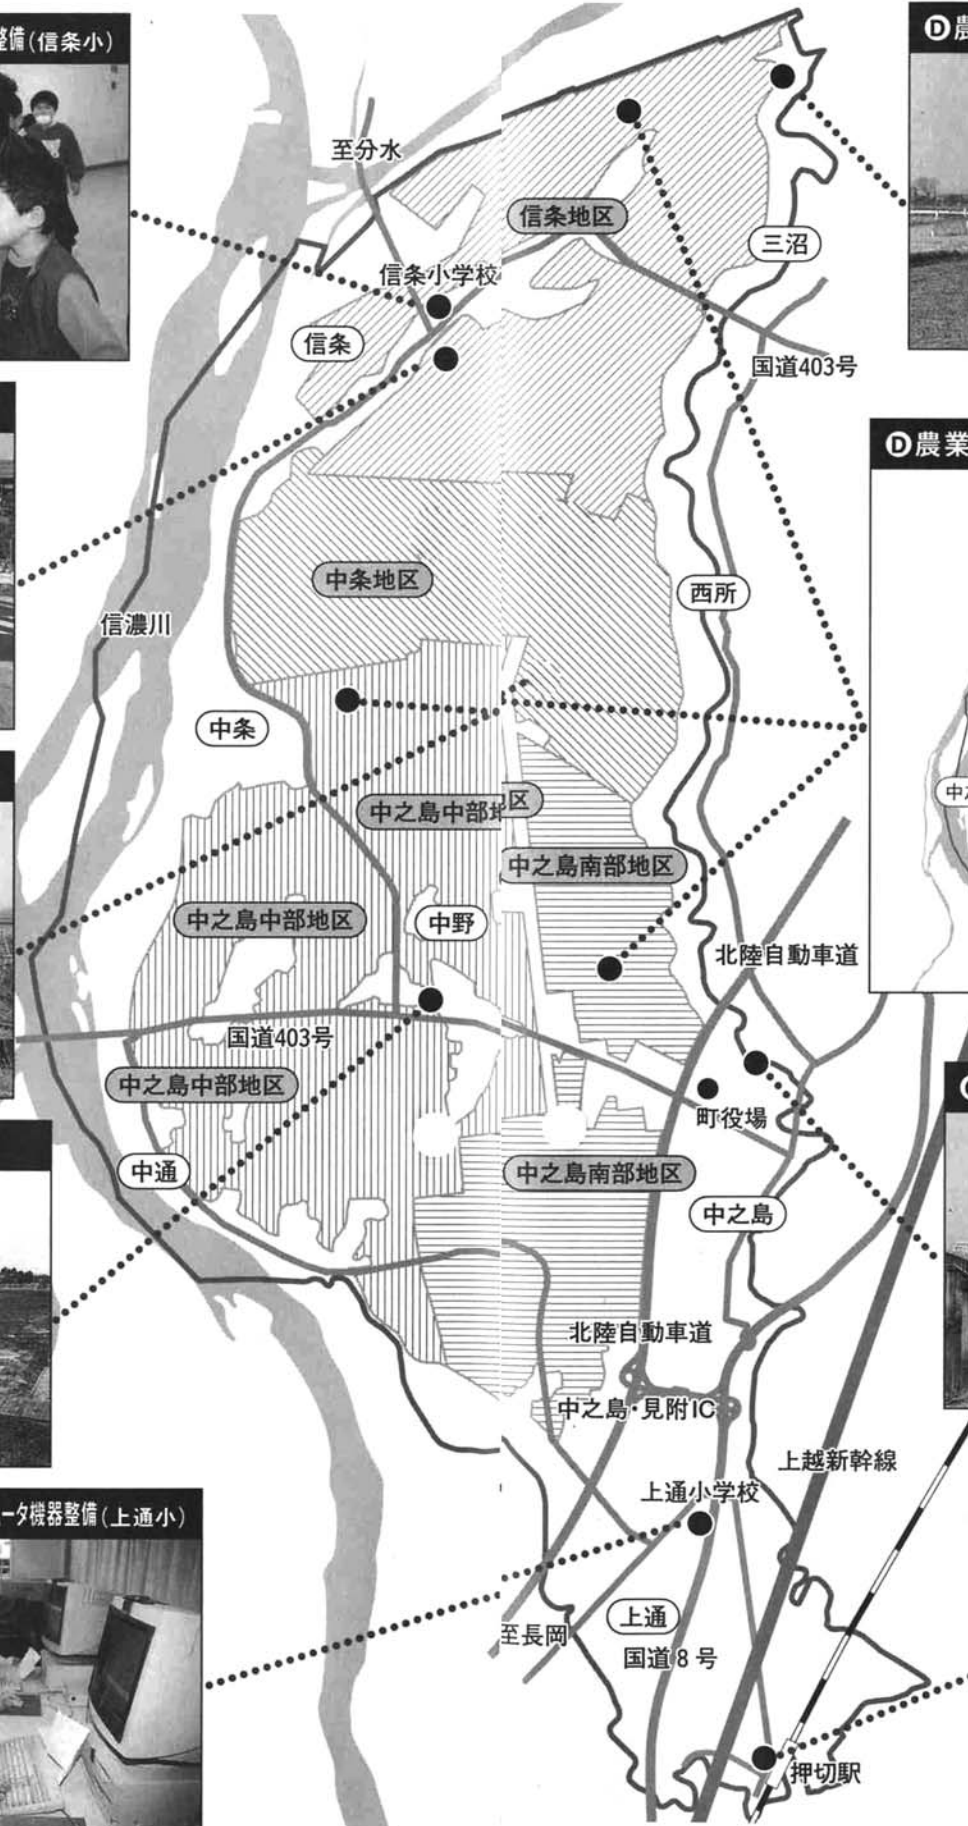 整備(信条小)
D農
至分水
信条地区
三沼
信条小学校
信条
国道403号
D農業
中条地区
西所
信濃川
中条
中之島中部地区
中之島南部地区
中之島中部地区
中野
北陸自動車道
国道403号
中之島中部地区
町役場
中通
中之島南部地区
中之島
北陸自動車道
中之島・見附IC
上越新幹線
上通小学校
ータ機器整備(上通小)
上通
至長岡
国道8号
押切駅